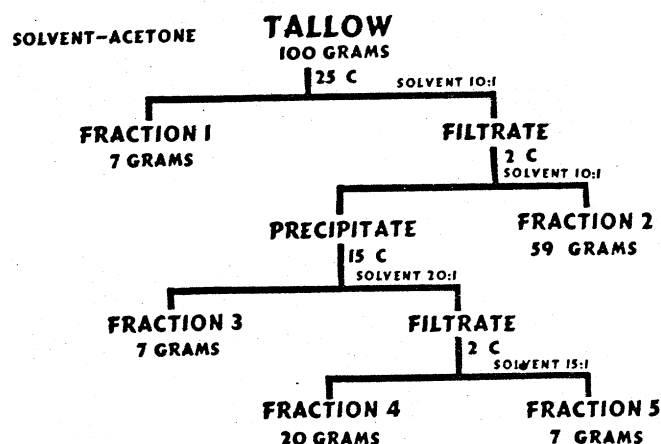 SOLVENT-ACETONE
TALLOW
100 GRAMS
25 C
SOLVENT 10:1
FRACTION 1
7 GRAMS
FILTRATE
2 C
SOLVENT 10:1
PRECIPITATE
FRACTION 2
59 GRAMS
15 C
SOLVENT 20:1
FRACTION 3
7 GRAMS
FILTRATE
2 C
SOLVENT 15:1
FRACTION 4
20 GRAMS
FRACTION 5
7 GRAMS